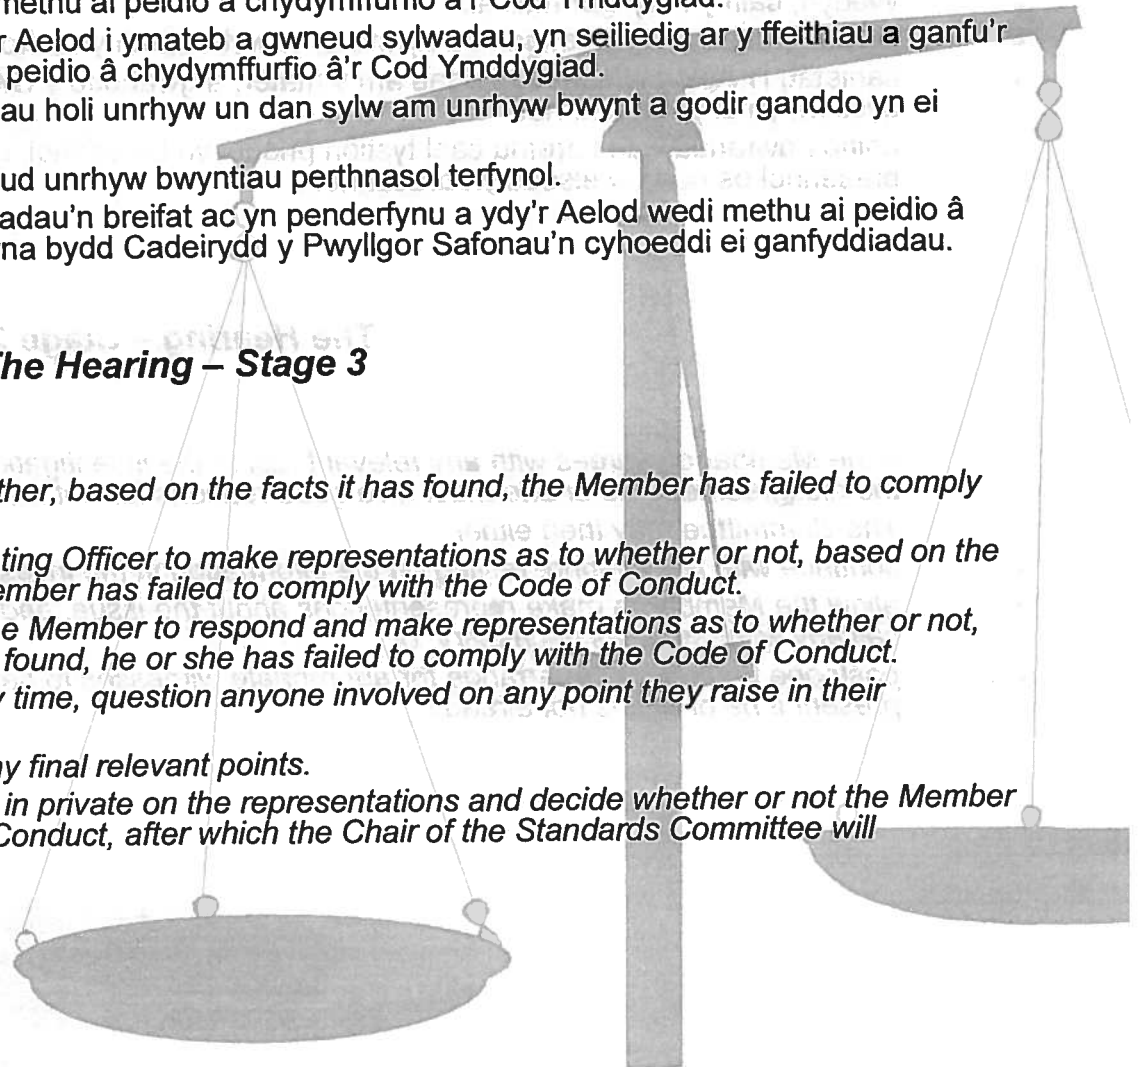 methu ai peidio â chydymffurfio â'r Cod Ymddygiad.
r Aelod i ymateb a gwneud sylwadau, yn seiliedig ar y ffeithiau a ganfu'r
peidio â chydymffurfio â'r Cod Ymddygiad.
au holi unrhyw un dan sylw am unrhyw bwynt a godir ganddo yn ei
ud unrhyw bwyntiau perthnasol terfynol.
adau'n breifat ac yn penderfynu a ydy'r Aelod wedi methu ai peidio â
na bydd Cadeirydd y Pwyllgor Safonau'n cyhoeddi ei ganfyddiadau.
he Hearing – Stage 3
ther, based on the facts it has found, the Member has failed to comply
ting Officer to make representations as to whether or not, based on the
ember has failed to comply with the Code of Conduct.
e Member to respond and make representations as to whether or not,
found, he or she has failed to comply with the Code of Conduct.
y time, question anyone involved on any point they raise in their
ny final relevant points.
in private on the representations and decide whether or not the Member
Conduct, after which the Chair of the Standards Committee will